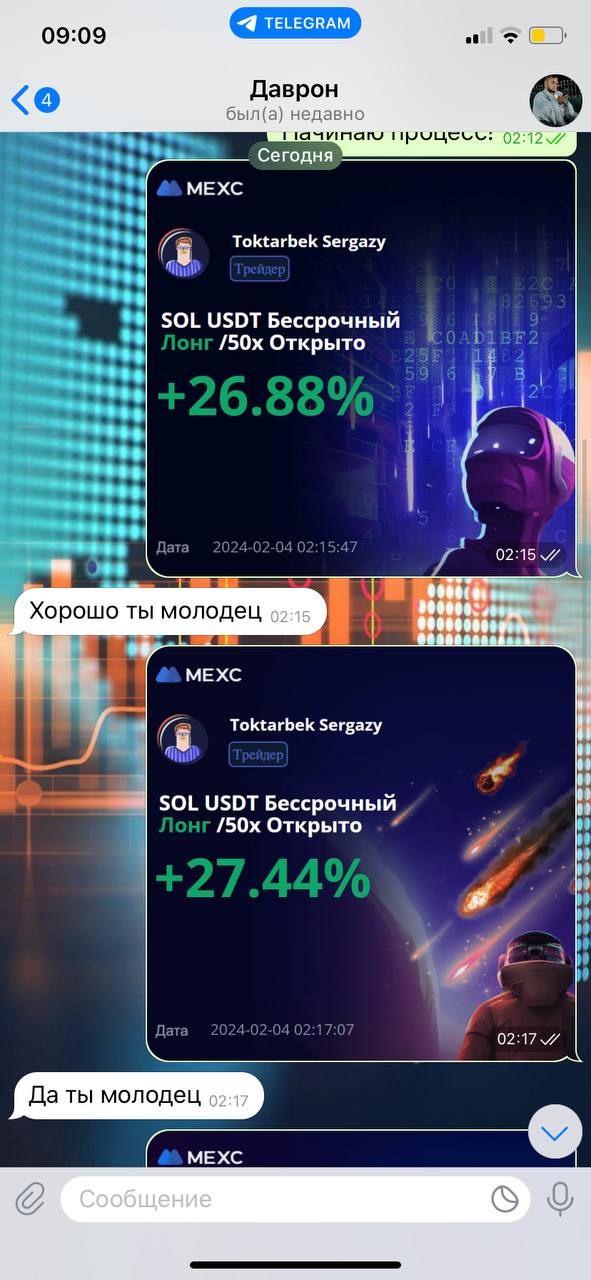 09:09
TELEGRAM
4
Даврон
был(а) недавно
Начинаю процесс! 02:12
Сегодня
MEXC
Toktarbek Sergazy
Трейдер
SOL USDT Бессрочный
Лонг /50x Открыто
+26.88%
Дата 2024-02-04 02:15:47
02:15
Хорошо ты молодец 02:15
MEXC
Toktarbek Sergazy
Трейдер
SOL USDT Бессрочный
Лонг /50x Открыто
+27.44%
Дата 2024-02-04 02:17:07
02:17
Да ты молодец 02:17
MEXC
Сообщение